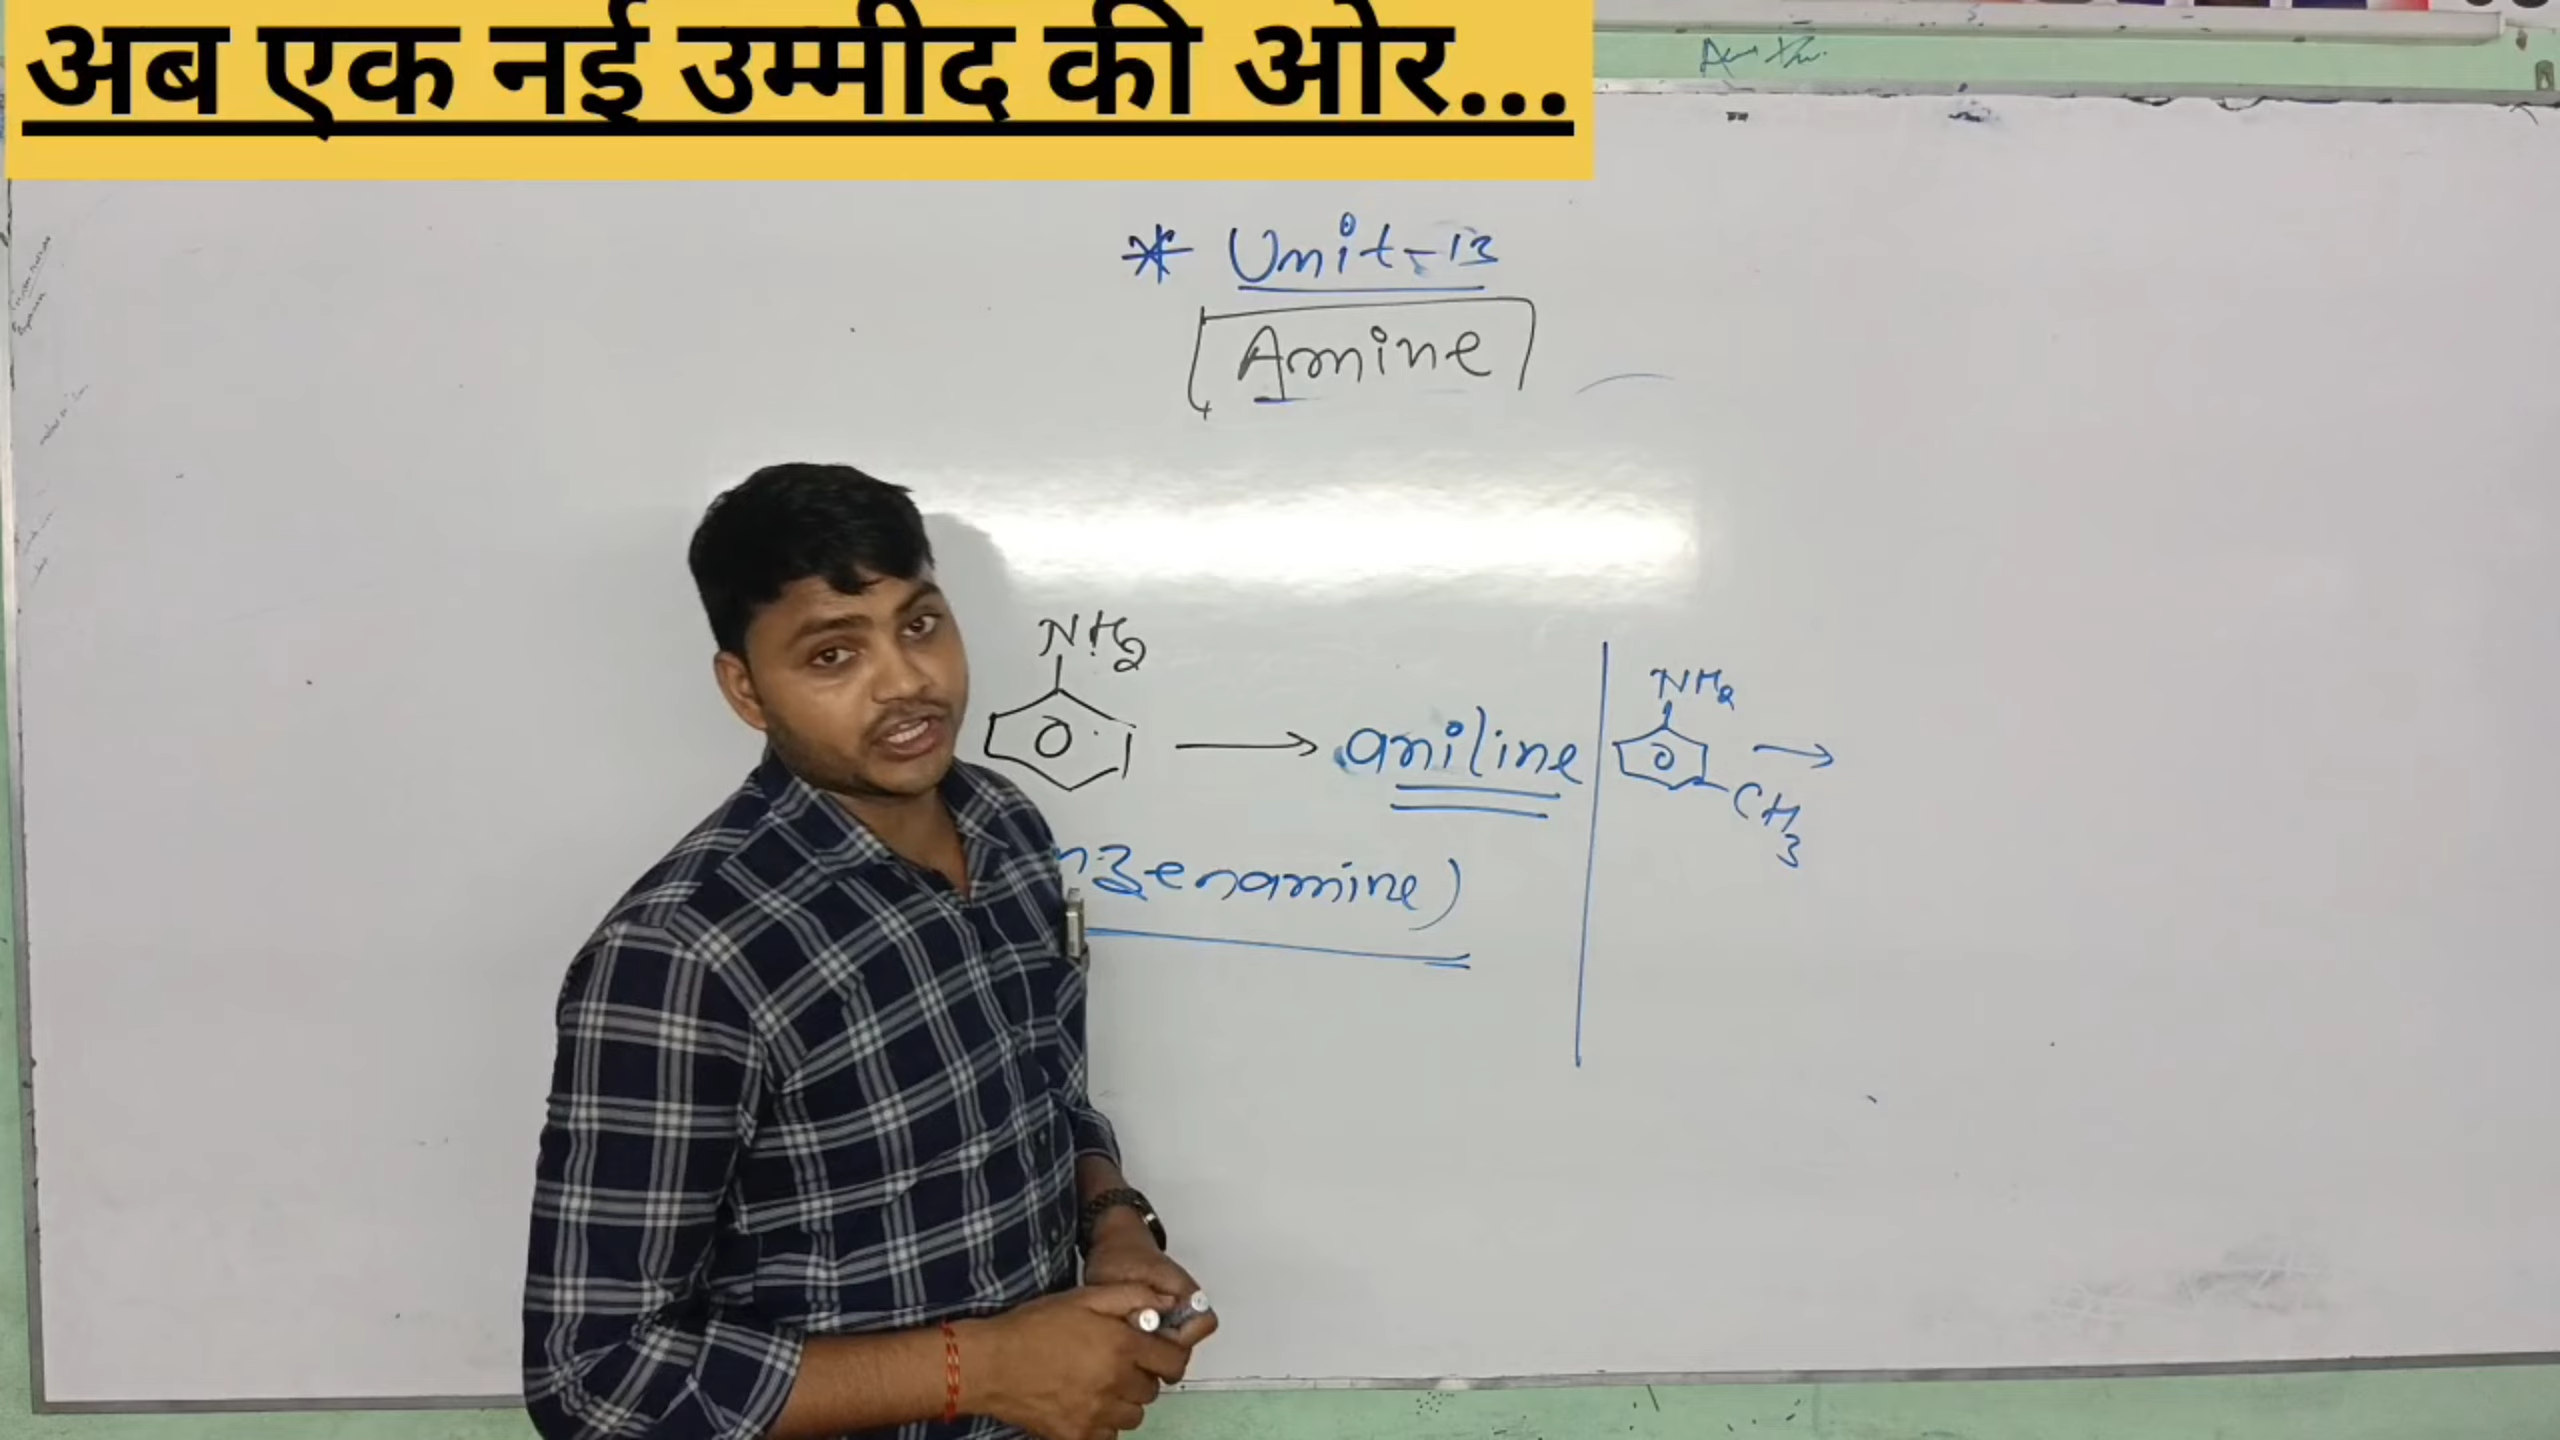 अब एक नई उम्मीद की ओर...
* Unit-13
Amine
NH2
aniline
NH2
CH3
nzenamine)